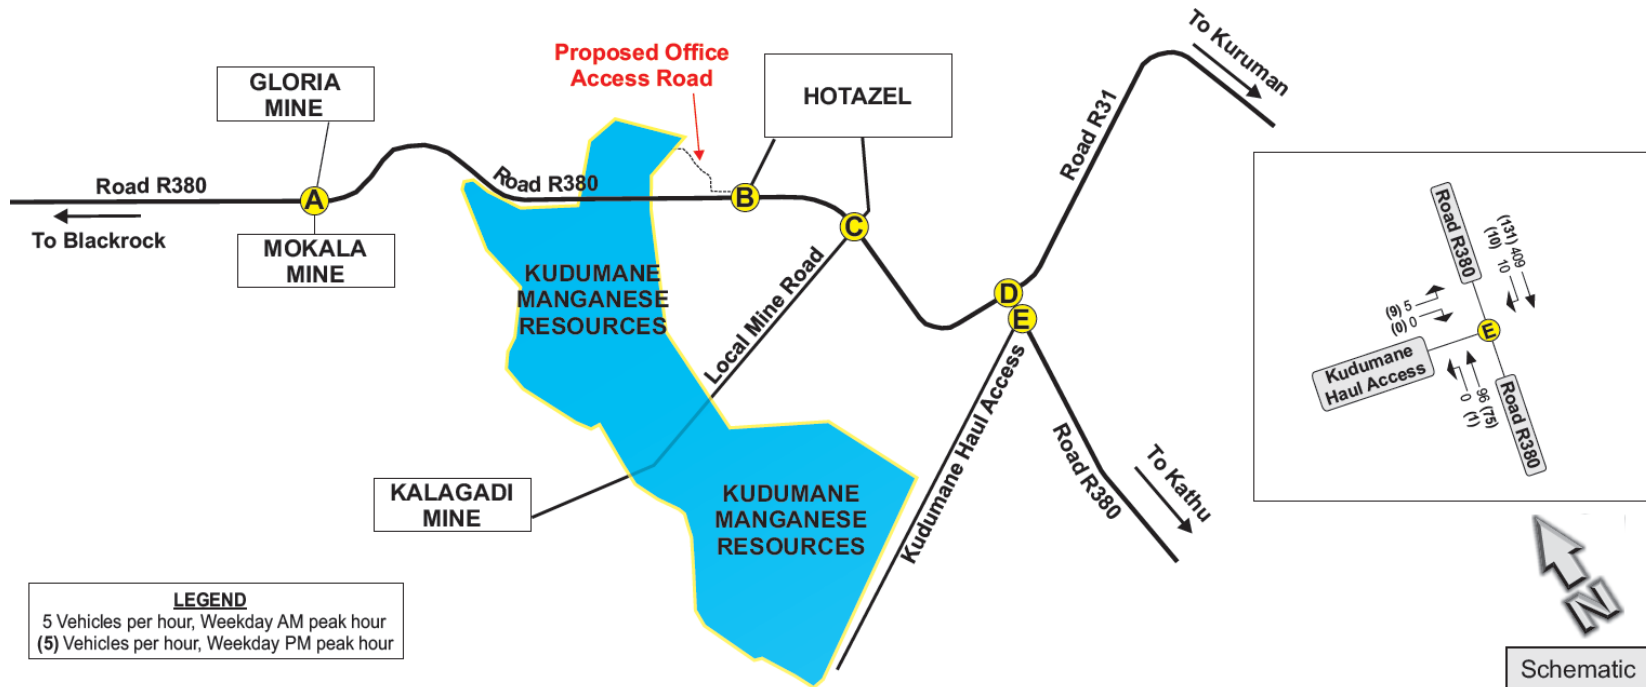 Proposed Office
Access Road
To Kuruman
GLORIA
MINE
HOTAZEL
Road R31
Road R380
A
Road R380
B
To Blackrock
MOKALA
MINE
C
KUDUMANE
MANGANESE
RESOURCES
Local Mine Road
D
E
Kudumane Haul Access
Road R380
To Kathu
KALAGADI
MINE
KUDUMANE
MANGANESE
RESOURCES
Road R380
(131) 409
(10) 10
(9) 5
(0) 0
E
Kudumane
Haul Access
96 (75)
0 (1)
Road R380
LEGEND
5 Vehicles per hour, Weekday AM peak hour
(5) Vehicles per hour, Weekday PM peak hour
N
Schematic